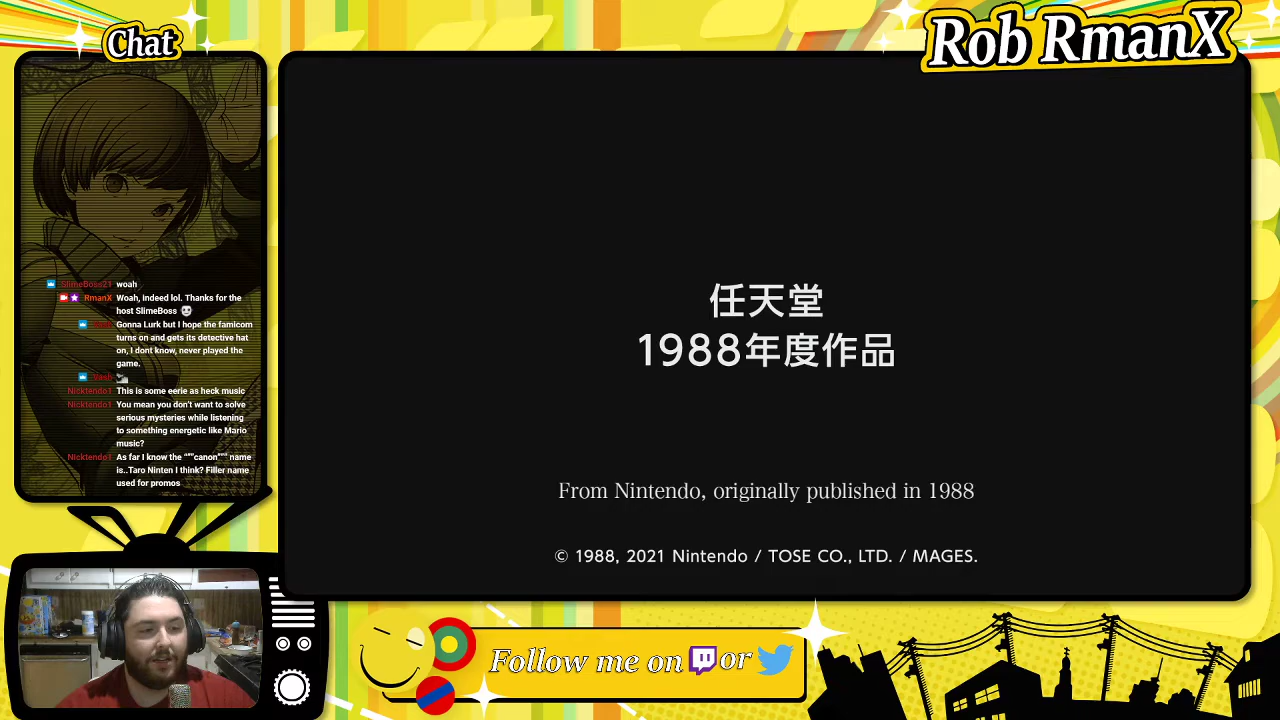 Chat
Rob RmanX
SlimeBoss21 woah
RmanX Woah, indeed lol. Thanks for the
host SlimeBoss
Gonna Lurk but I hope the famicom
turns on and gets its detective hat
on, I dont know, never played the
game.
Nicktendo1 This is some eerie as heck music
Nicktendo1 You mean you don't want to solve
serious mysteries while listening
to something energetic like Mario
music?
Nicktendo1 As far I know the """canon""" name
is..Taro Ninten I think? Filler name
used for promos
任天堂
1988年度作品
From Nintendo, originally published in 1988
© 1988, 2021 Nintendo / TOSE CO., LTD. / MAGES.
Follow me on or